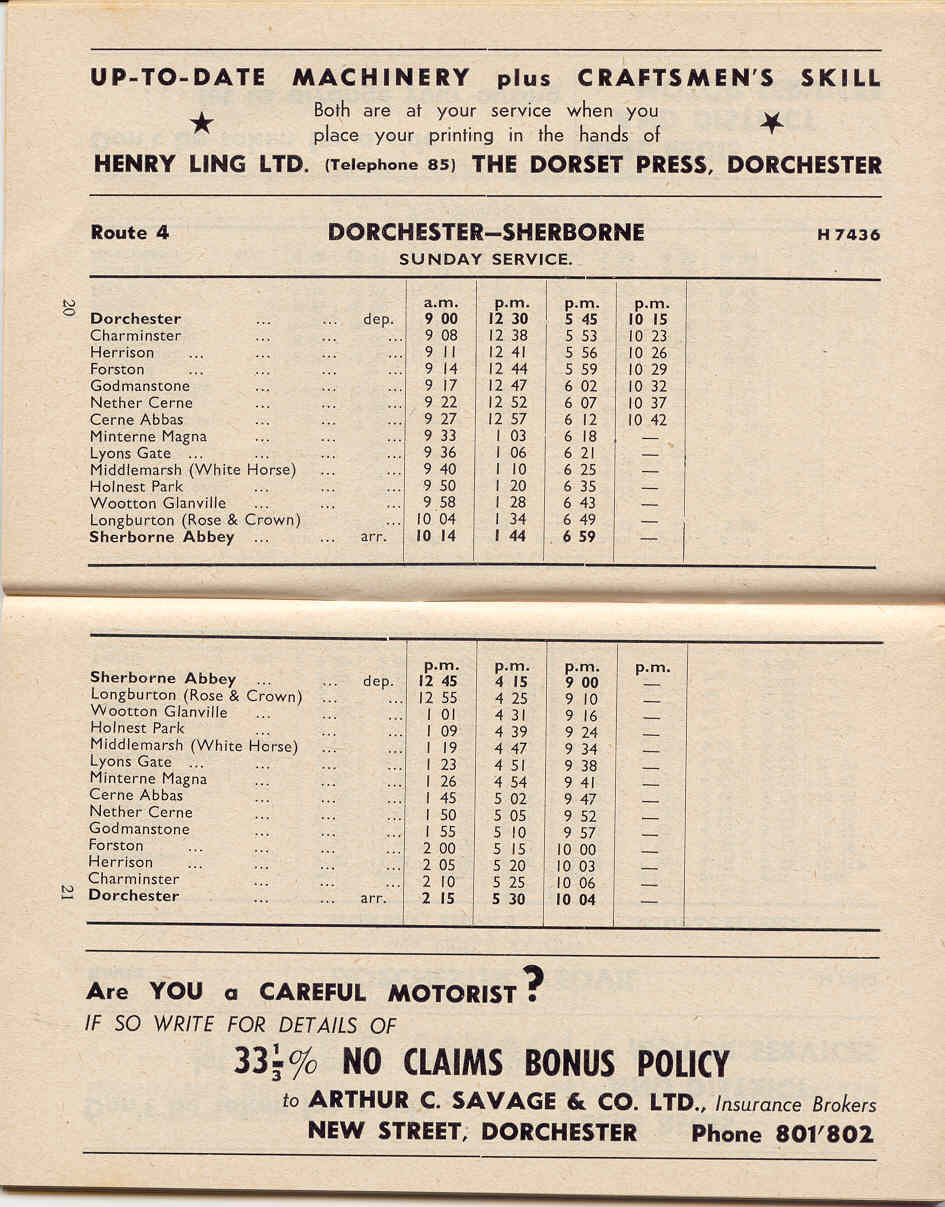 UP-TO-DATE MACHINERY plus CRAFTSMEN'S SKILL
Both are at your service when you
place your printing in the hands of
HENRY LING LTD. (Telephone 85) THE DORSET PRESS, DORCHESTER
Route 4 DORCHESTER—SHERBORNE H 7436
SUNDAY SERVICE.
20
a.m. p.m. p.m. p.m.
Dorchester ... ... dep. 9 00 12 30 5 45 10 15
Charminster ... ... ... 9 08 12 38 5 53 10 23
Herrison ... ... ... ... 9 11 12 41 5 56 10 26
Forston ... ... ... ... 9 14 12 44 5 59 10 29
Godmanstone ... ... ... 9 17 12 47 6 02 10 32
Nether Cerne ... ... ... 9 22 12 52 6 07 10 37
Cerne Abbas ... ... ... 9 27 12 57 6 12 10 42
Minterne Magna ... ... ... 9 33 1 03 6 18 —
Lyons Gate ... ... ... ... 9 36 1 06 6 21 —
Middlemarsh (White Horse) ... ... 9 40 1 10 6 25 —
Holnest Park ... ... ... 9 50 1 20 6 35 —
Wootton Glanville ... ... ... 9 58 1 28 6 43 —
Longburton (Rose & Crown) ... 10 04 1 34 6 49 —
Sherborne Abbey ... ... arr. 10 14 1 44 6 59 —
p.m. p.m. p.m. p.m.
Sherborne Abbey ... ... dep. 12 45 4 15 9 00 —
Longburton (Rose & Crown) ... ... 12 55 4 25 9 10 —
Wootton Glanville ... ... ... 1 01 4 31 9 16 —
Holnest Park ... ... ... 1 09 4 39 9 24 —
Middlemarsh (White Horse) ... ... 1 19 4 47 9 34 —
Lyons Gate ... ... ... ... 1 23 4 51 9 38 —
Minterne Magna ... ... ... 1 26 4 54 9 41 —
Cerne Abbas ... ... ... 1 45 5 02 9 47 —
Nether Cerne ... ... ... 1 50 5 05 9 52 —
Godmanstone ... ... ... 1 55 5 10 9 57 —
Forston ... ... ... ... 2 00 5 15 10 00 —
Herrison ... ... ... ... 2 05 5 20 10 03 —
Charminster ... ... ... 2 10 5 25 10 06 —
Dorchester ... ... arr. 2 15 5 30 10 04 —
21
Are YOU a CAREFUL MOTORIST?
IF SO WRITE FOR DETAILS OF
33⅓% NO CLAIMS BONUS POLICY
to ARTHUR C. SAVAGE & CO. LTD., Insurance Brokers
NEW STREET, DORCHESTER Phone 801'802